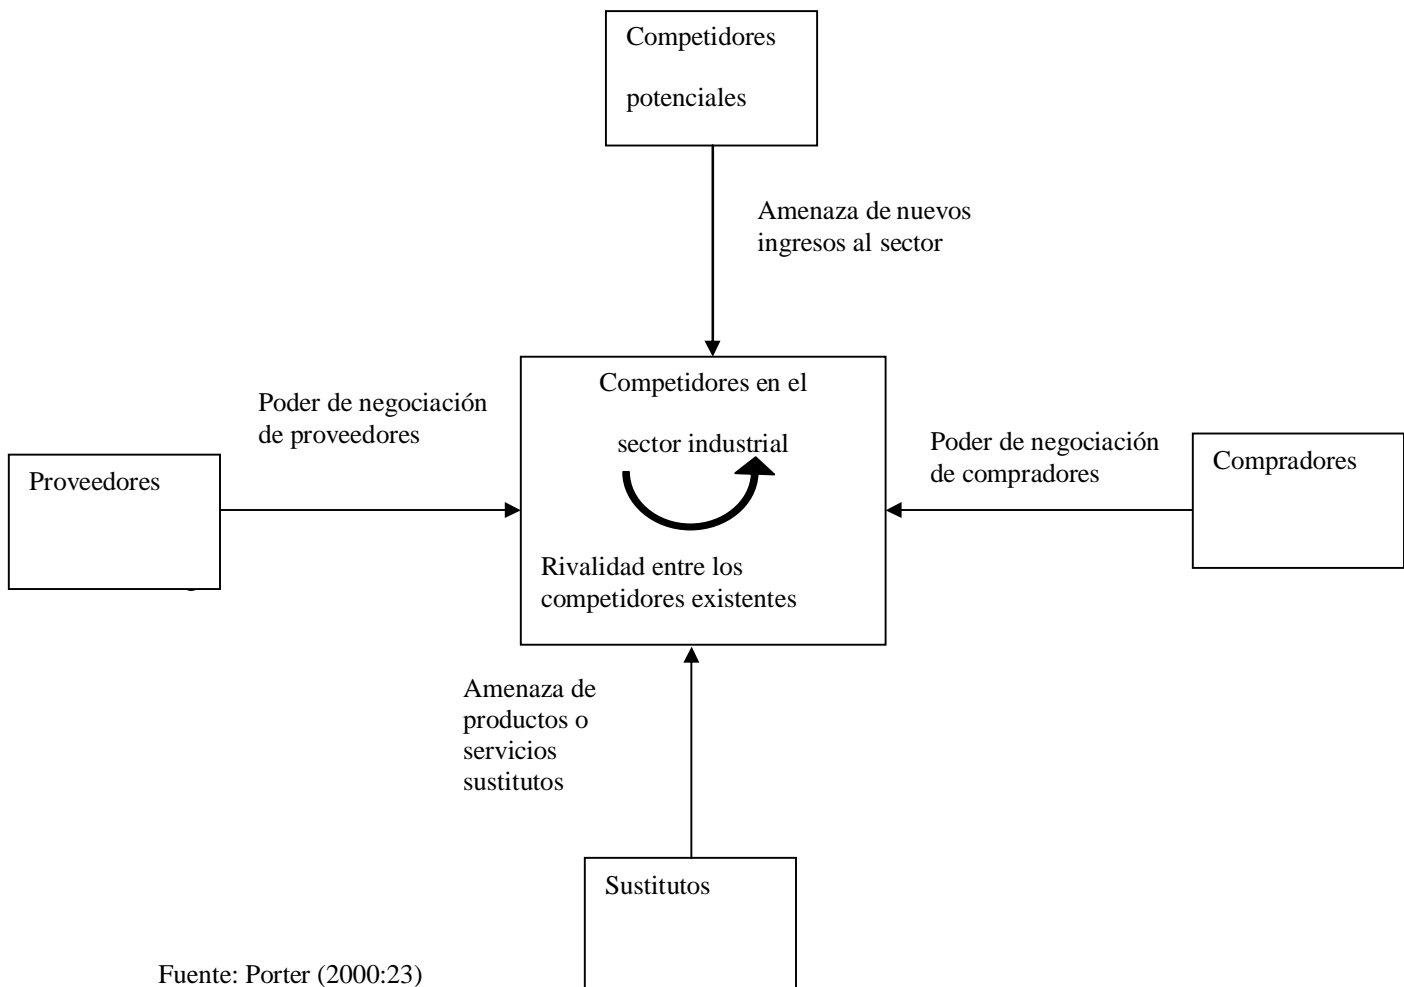 Competidores
potenciales
Amenaza de nuevos
ingresos al sector
Competidores en el
sector industrial
Rivalidad entre los
competidores existentes
Poder de negociación
de proveedores
Proveedores
Poder de negociación
de compradores
Compradores
Amenaza de
productos o
servicios
sustitutos
Sustitutos
Fuente: Porter (2000:23)